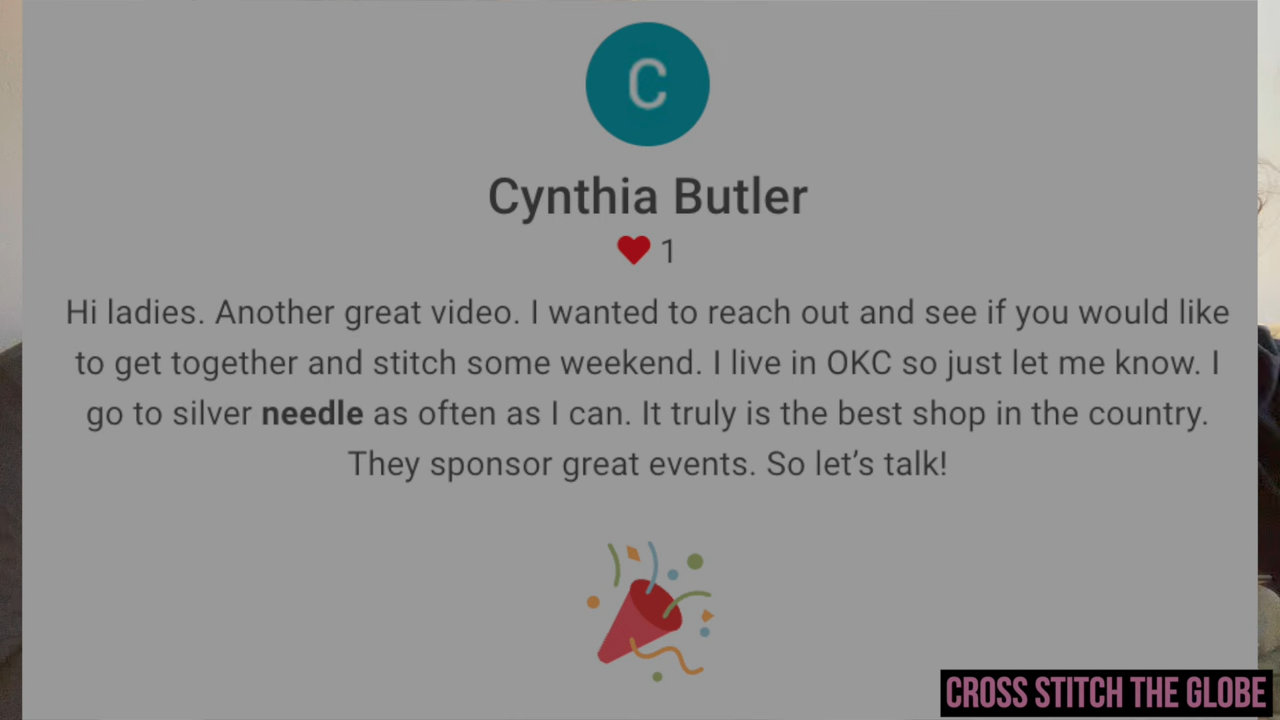 C
Cynthia Butler
1
Hi ladies. Another great video. I wanted to reach out and see if you would like
to get together and stitch some weekend. I live in OKC so just let me know. I
go to silver needle as often as I can. It truly is the best shop in the country.
They sponsor great events. So let’s talk!
CROSS STITCH THE GLOBE